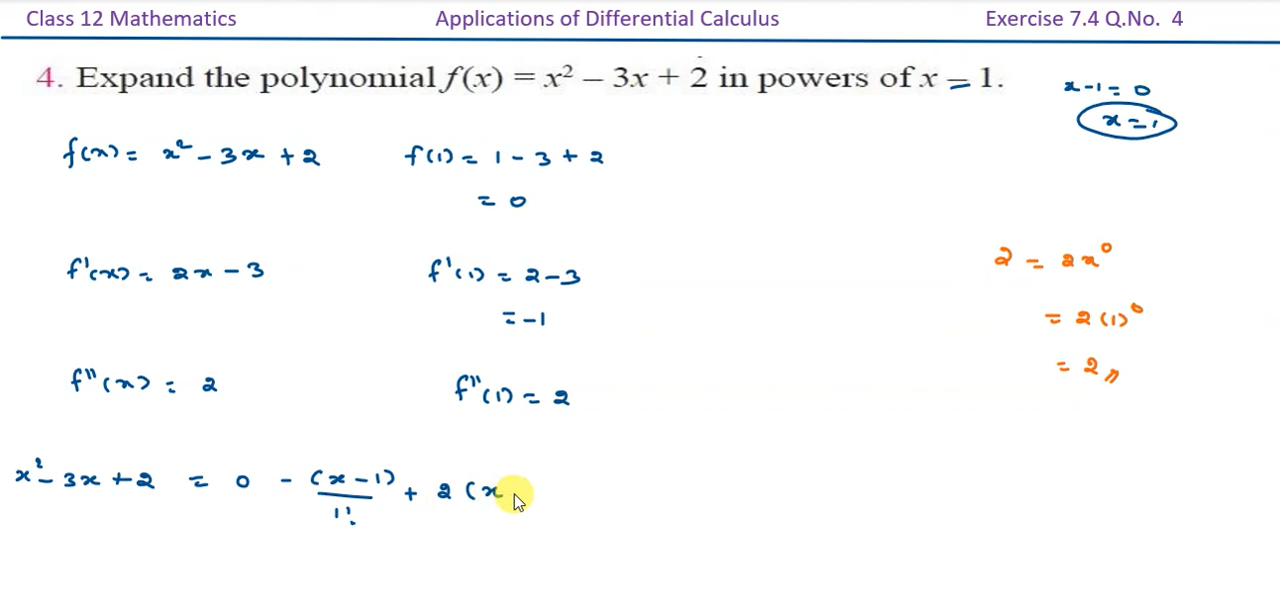 Class 12 Mathematics Applications of Differential Calculus Exercise 7.4 Q.No. 4
4. Expand the polynomial f(x) = x² − 3x + 2 in powers of x − 1.
x-1 = 0
x = 1
f(x) = x² - 3x + 2 f(1) = 1 - 3 + 2
= 0
f'(x) = 2x - 3 f'(1) = 2-3
= -1
f"(x) = 2 f"(1) = 2
2 = 2x⁰
= 2(1)⁰
= 2//
x² - 3x + 2 = 0 - (x-1)/1! + 2 (x